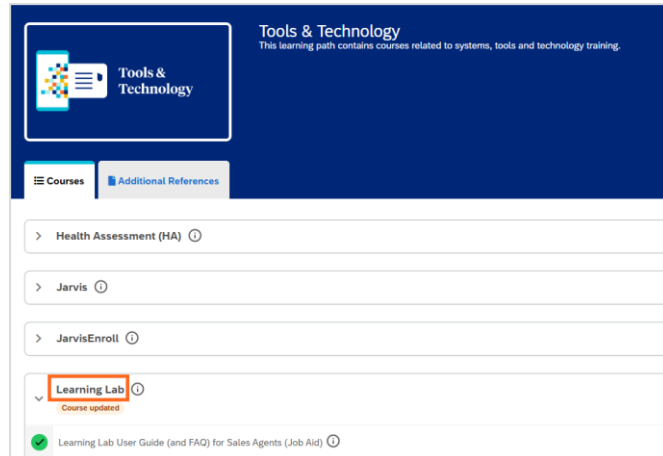 Tools & Technology
This learning path contains courses related to systems, tools and technology training.
Tools &
Technology
Courses
Additional References
Health Assessment (HA)
Jarvis
JarvisEnroll
Learning Lab
Course updated
Learning Lab User Guide (and FAQ) for Sales Agents (Job Aid)